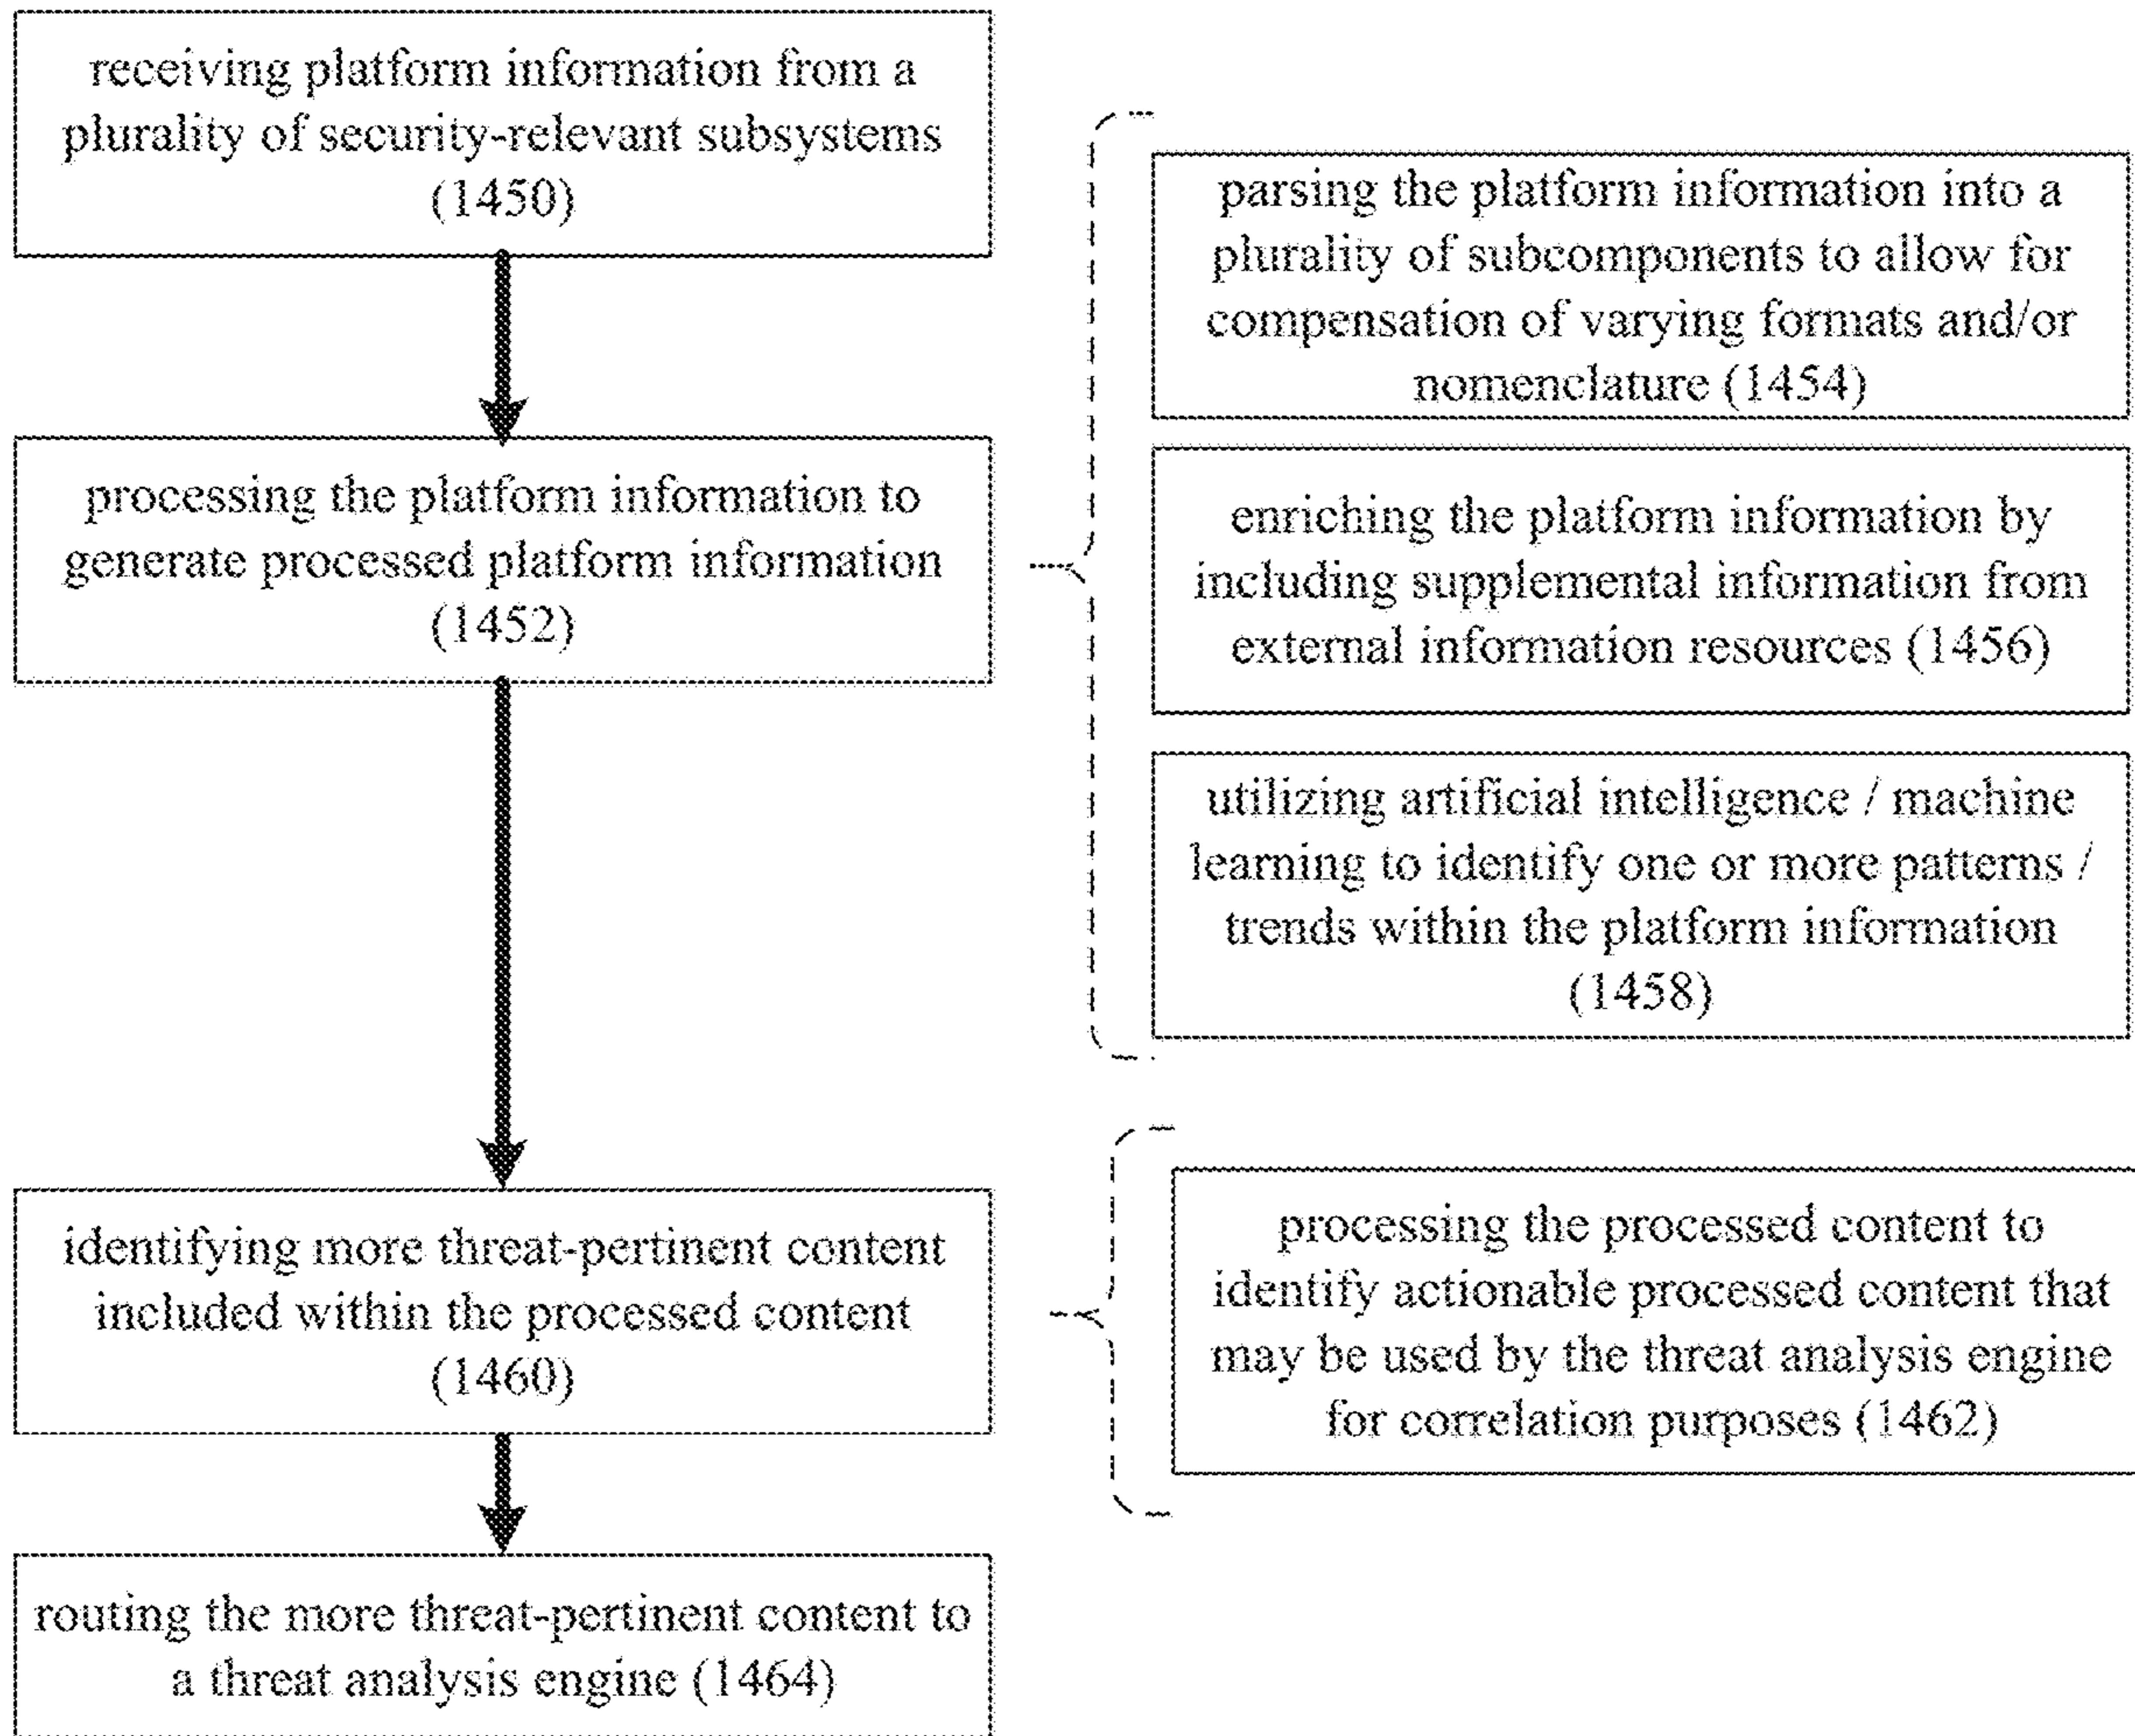 receiving platform information from a
plurality of security-relevant subsystems
(1450)
processing the platform information to
generate processed platform information
(1452)
parsing the platform information into a
plurality of subcomponents to allow for
compensation of varying formats and/or
nomenclature (1454)
enriching the platform information by
including supplemental information from
external information resources (1456)
utilizing artificial intelligence / machine
learning to identify one or more patterns /
trends within the platform information
(1458)
identifying more threat-pertinent content
included within the processed content
(1460)
processing the processed content to
identify actionable processed content that
may be used by the threat analysis engine
for correlation purposes (1462)
routing the more threat-pertinent content to
a threat analysis engine (1464)